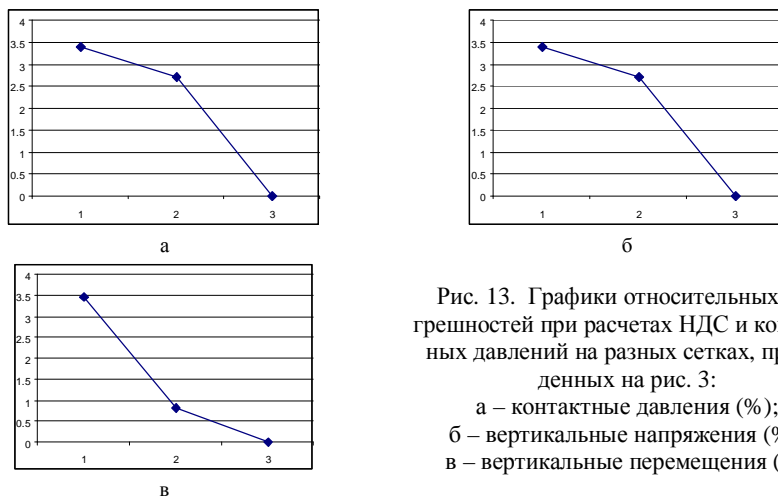 4
3.5
3
2.5
2
1.5
1
0.5
0
1 2 3
а
4
3.5
3
2.5
2
1.5
1
0.5
0
1 2 3
б
4
3.5
3
2.5
2
1.5
1
0.5
0
1 2 3
в
Рис. 13. Графики относительных
грешностей при расчетах НДС и
ных давлений на разных сетках,
денных на рис. 3:
а – контактные давления (%);
б – вертикальные напряжения
в – вертикальные перемещения